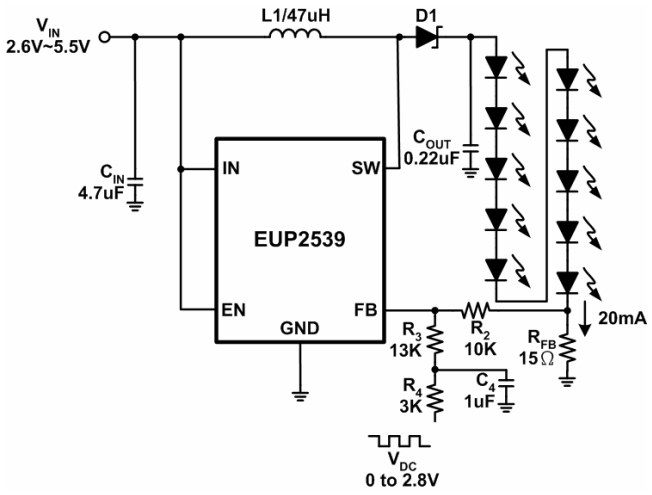 L1/47uH
D1
VIN
2.6V~5.5V
CIN
4.7uF
IN
SW
COUT
0.22uF
EUP2539
EN
FB
GND
R3
13K
R2
10K
20mA
RFB
15Ω
R4
3K
C4
1uF
VDC
0 to 2.8V